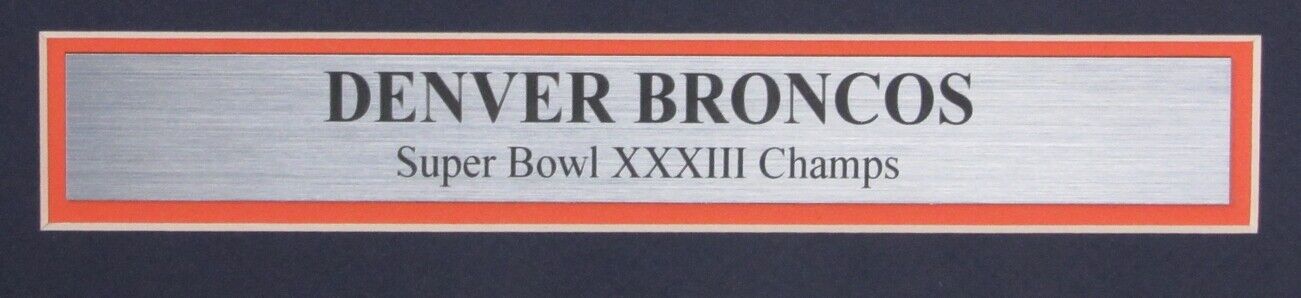 DENVER BRONCOS
Super Bowl XXXIII Champs